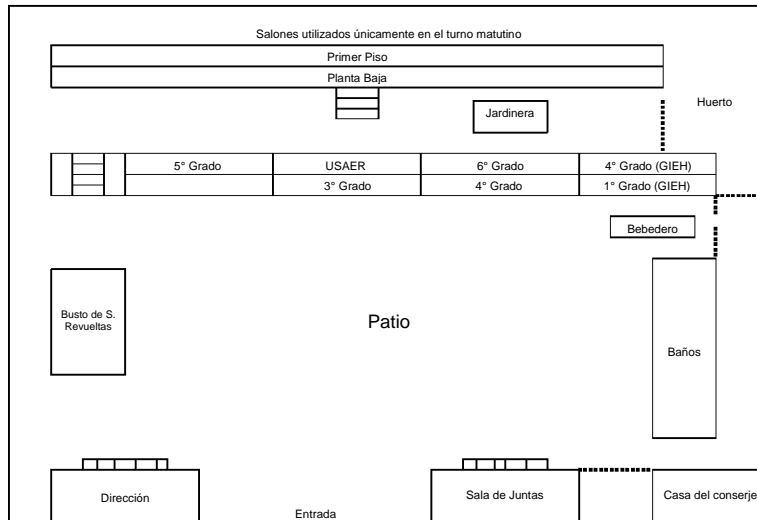 Salones utilizados únicamente en el turno matutino
Primer Piso
Planta Baja
Jardinera
Huerto
5° Grado
USAER
6° Grado
4° Grado (GIEH)
3° Grado
4° Grado
1° Grado (GIEH)
Bebedero
Busto de S.
Revueltas
Patio
Baños
Dirección
Entrada
Sala de Juntas
Casa del conserje